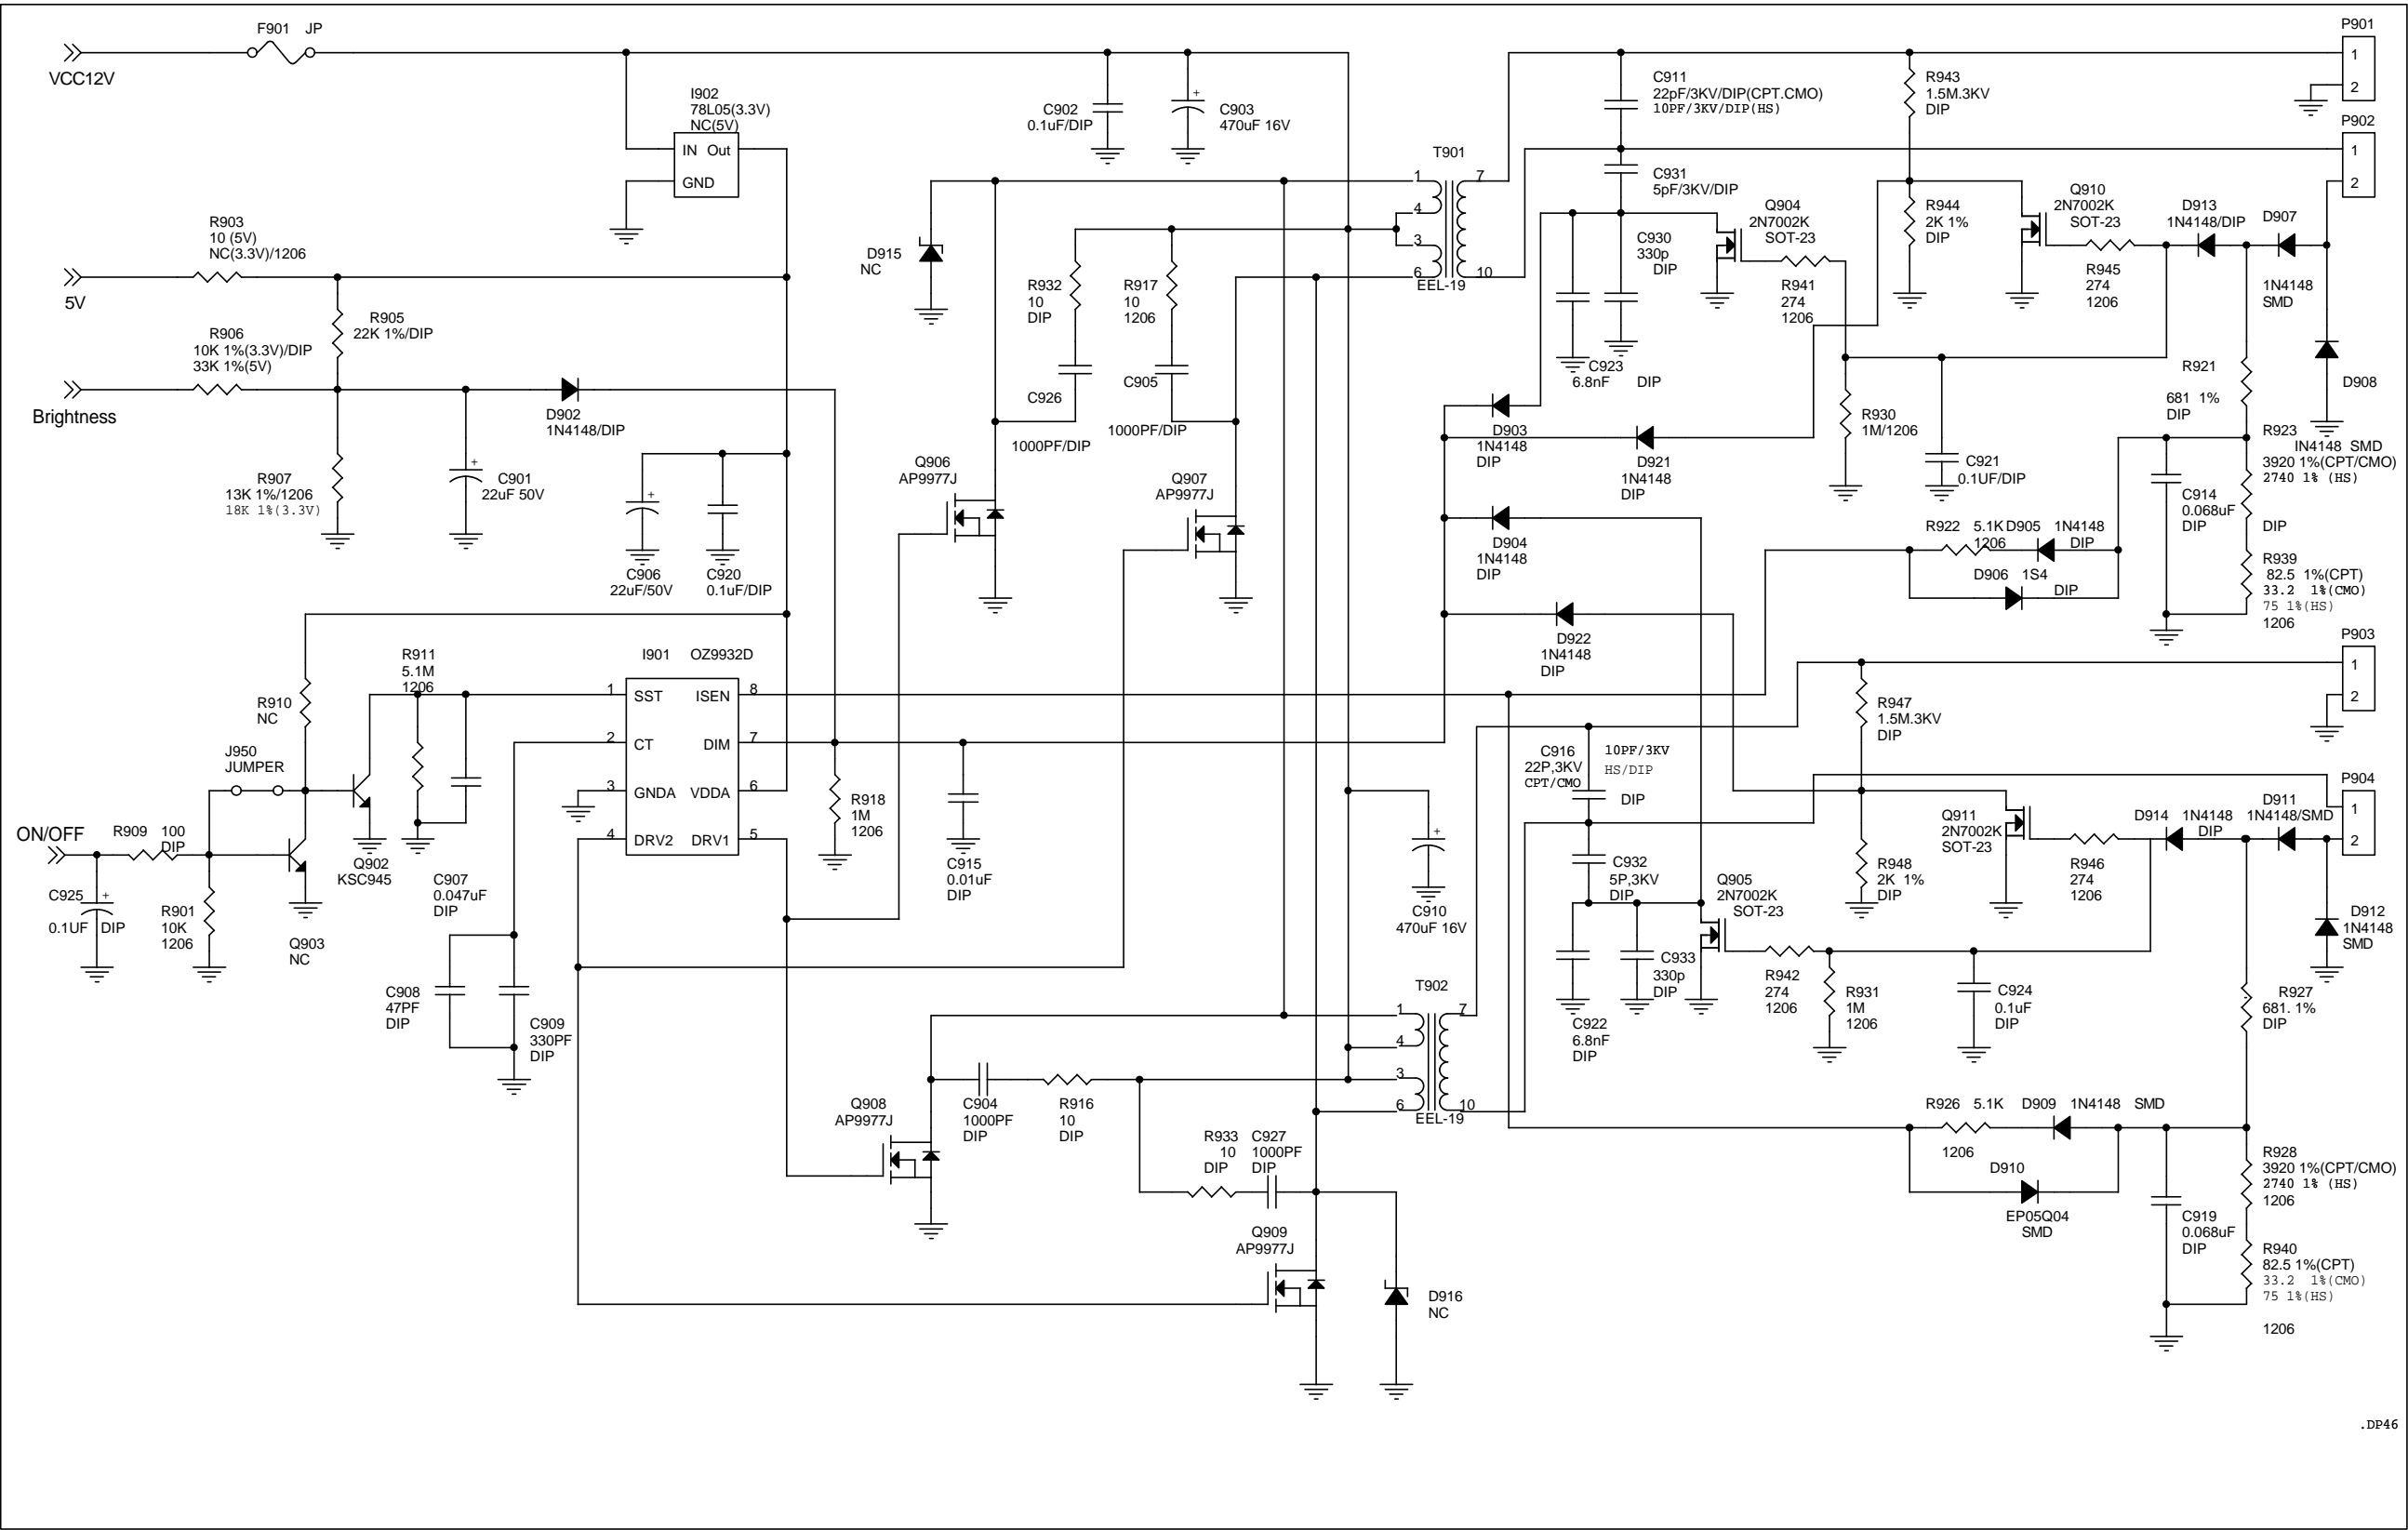 F901 JP
VCC12V
I902
78L05(3.3V)
NC(5V)
IN Out
GND
C902
0.1uF/DIP
+
C903
470uF 16V
C911
22pF/3KV/DIP(CPT.CMO)
10PF/3KV/DIP(HS)
R943
1.5M.3KV
DIP
P901
1
2
P902
1
2
T901
1
4
3
6
7
10
EEL-19
C931
5pF/3KV/DIP
Q904
2N7002K
SOT-23
R944
2K 1%
DIP
Q910
2N7002K
SOT-23
D913
1N4148/DIP
D907
1N4148
SMD
R903
10 (5V)
NC(3.3V)/1206
5V
D915
NC
R932
10
DIP
R917
10
1206
C930
330p
DIP
R941
274
1206
R945
274
1206
R905
22K 1%/DIP
R906
10K 1%(3.3V)/DIP
33K 1%(5V)
Brightness
D902
1N4148/DIP
C926
1000PF/DIP
C905
1000PF/DIP
C923
6.8nF
DIP
R921
681 1%
DIP
D908
IN4148 SMD
D903
1N4148
DIP
D921
1N4148
DIP
R930
1M/1206
C921
0.1UF/DIP
R923
3920 1%(CPT/CMO)
2740 1% (HS)
DIP
R907
13K 1%/1206
18K 1%(3.3V)
+
C901
22uF 50V
+
C906
22uF/50V
C920
0.1uF/DIP
Q906
AP9977J
Q907
AP9977J
D904
1N4148
DIP
C914
0.068uF
DIP
R922 5.1K
1206
D905 1N4148
DIP
D906 1S4
DIP
R939
82.5 1%(CPT)
33.2 1%(CMO)
75 1%(HS)
1206
D922
1N4148
DIP
P903
1
2
R911
5.1M
1206
I901 OZ9932D
1
2
3
4
SST
CT
GNDA
DRV2
ISEN
DIM
VDDA
DRV1
8
7
6
5
R910
NC
J950
JUMPER
R947
1.5M.3KV
DIP
C916
22P,3KV
CPT/CMO
10PF/3KV
HS/DIP
DIP
P904
1
2
ON/OFF
R909 100
DIP
Q902
KSC945
C907
0.047uF
DIP
R918
1M
1206
C915
0.01uF
DIP
+
C910
470uF 16V
C932
5P,3KV
DIP
Q905
2N7002K
SOT-23
R948
2K 1%
DIP
Q911
2N7002K
SOT-23
R946
274
1206
D914 1N4148
DIP
D911
1N4148/SMD
D912
1N4148
SMD
C925
+
0.1UF DIP
R901
10K
1206
Q903
NC
C908
47PF
DIP
C909
330PF
DIP
C933
330p
DIP
C922
6.8nF
DIP
R942
274
1206
R931
1M
1206
C924
0.1uF
DIP
R927
681. 1%
DIP
T902
1
4
3
6
7
10
EEL-19
Q908
AP9977J
C904
1000PF
DIP
R916
10
DIP
R933
10
DIP
C927
1000PF
DIP
R926 5.1K
1206
D909 1N4148 SMD
D910
EP05Q04
SMD
C919
0.068uF
DIP
R928
3920 1%(CPT/CMO)
2740 1% (HS)
1206
Q909
AP9977J
D916
NC
R940
82.5 1%(CPT)
33.2 1%(CMO)
75 1%(HS)
1206
.DP46